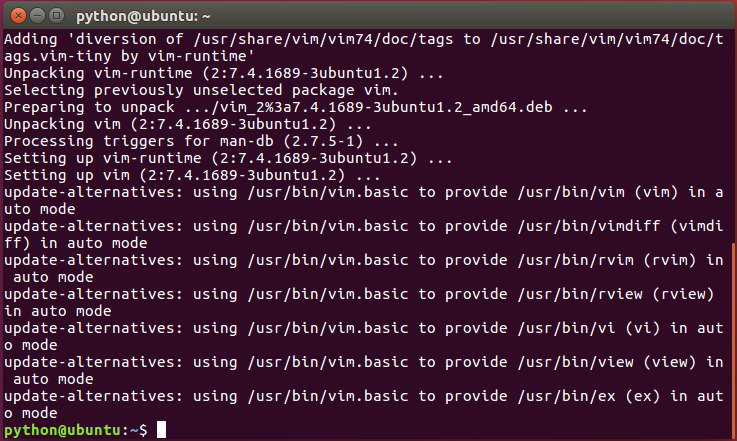 python@ubuntu: ~
Adding 'diversion of /usr/share/vim/vim74/doc/tags to /usr/share/vim/vim74/doc/t
ags.vim-tiny by vim-runtime'
Unpacking vim-runtime (2:7.4.1689-3ubuntu1.2) ...
Selecting previously unselected package vim.
Preparing to unpack .../vim_2%3a7.4.1689-3ubuntu1.2_amd64.deb ...
Unpacking vim (2:7.4.1689-3ubuntu1.2) ...
Processing triggers for man-db (2.7.5-1) ...
Setting up vim-runtime (2:7.4.1689-3ubuntu1.2) ...
Setting up vim (2:7.4.1689-3ubuntu1.2) ...
update-alternatives: using /usr/bin/vim.basic to provide /usr/bin/vim (vim) in a
uto mode
update-alternatives: using /usr/bin/vim.basic to provide /usr/bin/vimdiff (vimdi
ff) in auto mode
update-alternatives: using /usr/bin/vim.basic to provide /usr/bin/rvim (rvim) in
 auto mode
update-alternatives: using /usr/bin/vim.basic to provide /usr/bin/rview (rview) 
in auto mode
update-alternatives: using /usr/bin/vim.basic to provide /usr/bin/vi (vi) in aut
o mode
update-alternatives: using /usr/bin/vim.basic to provide /usr/bin/view (view) in
 auto mode
update-alternatives: using /usr/bin/vim.basic to provide /usr/bin/ex (ex) in aut
o mode
python@ubuntu:~$